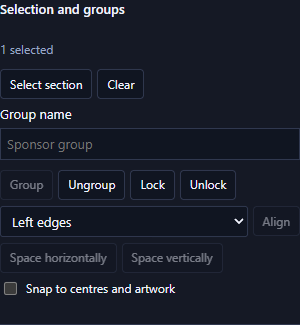 Selection and groups
1 selected
Select section Clear
Group name
Sponsor group
Group Ungroup Lock Unlock
Left edges Align
Space horizontally Space vertically
Snap to centres and artwork